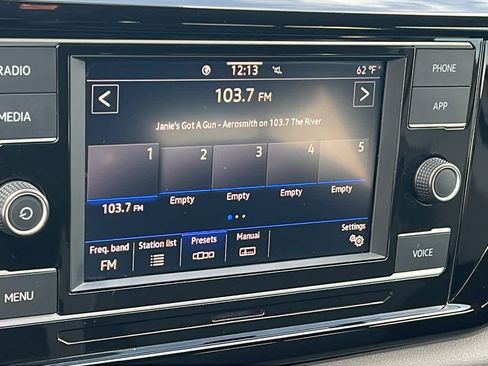 RADIO
MEDIA
MENU
12:13
62 °F
103.7 FM
Janie's Got A Gun - Aerosmith on 103.7 The River
1 2 3 4 5
103.7 FM Empty Empty Empty Empty
Freq. band Station list Presets Manual Settings
FM
PHONE
APP
VOICE